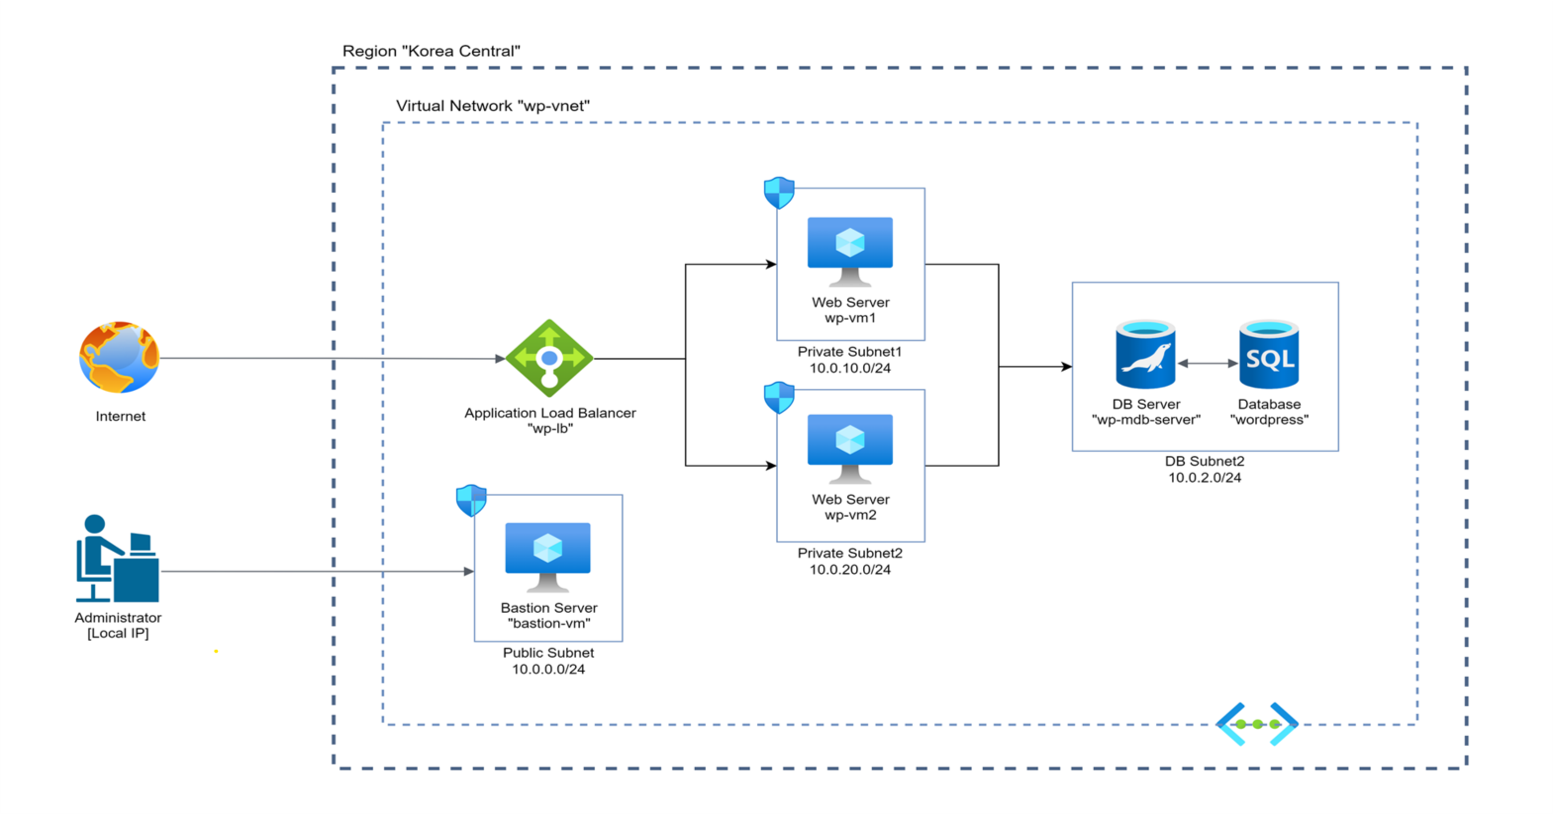 Region "Korea Central"
Virtual Network "wp-vnet"
Web Server
wp-vm1
Private Subnet1
10.0.10.0/24
Internet
Application Load Balancer
"wp-lb"
SQL
DB Server
"wp-mdb-server"
Database
"wordpress"
DB Subnet2
10.0.2.0/24
Web Server
wp-vm2
Private Subnet2
10.0.20.0/24
Administrator
[Local IP]
Bastion Server
"bastion-vm"
Public Subnet
10.0.0.0/24